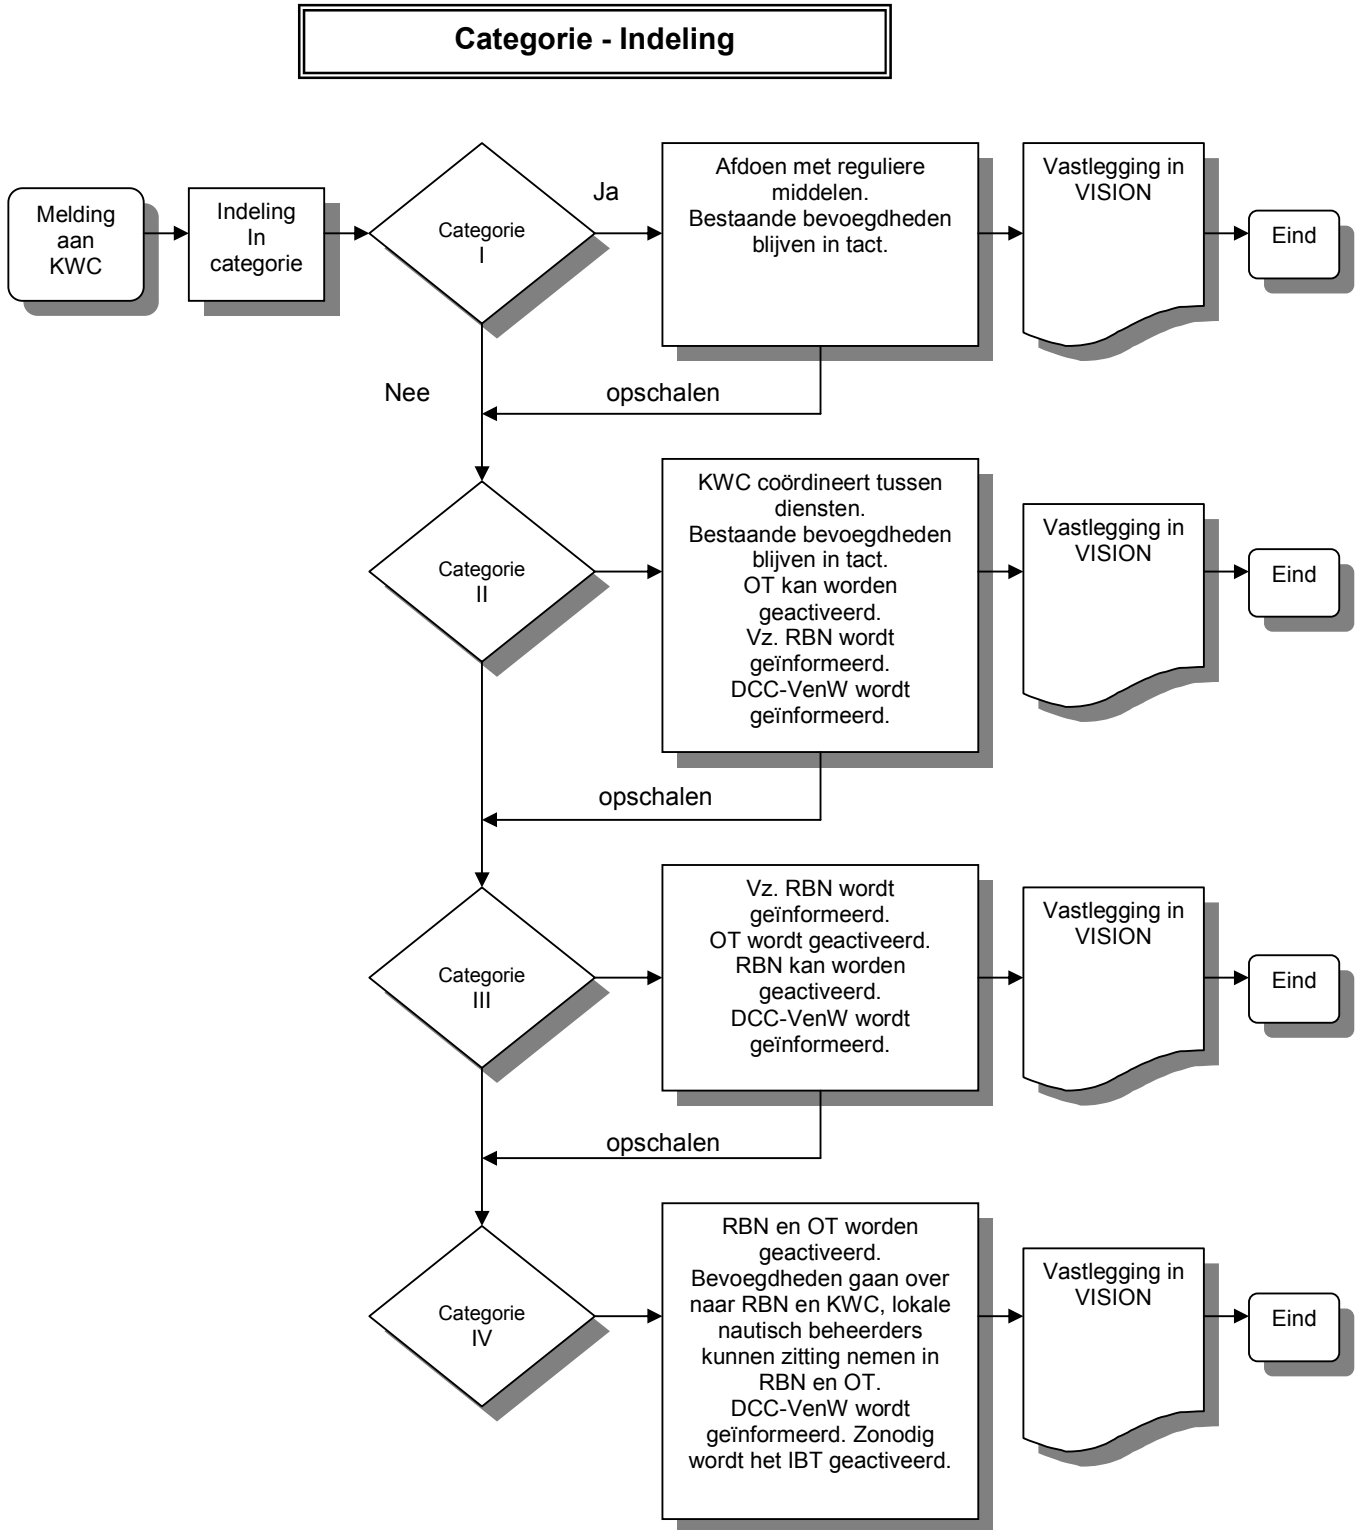 Categorie - Indeling
Melding
aan
KWC
Indeling
In
categorie
Categorie
I
Ja
Afdoen met reguliere
middelen.
Bestaande bevoegdheden
blijven in tact.
Vastlegging in
VISION
Eind
Nee
opschalen
Categorie
II
KWC coördineert tussen
diensten.
Bestaande bevoegdheden
blijven in tact.
OT kan worden
geactiveerd.
Vz. RBN wordt
geïnformeerd.
DCC-VenW wordt
geïnformeerd.
Vastlegging in
VISION
Eind
opschalen
Categorie
III
Vz. RBN wordt
geïnformeerd.
OT wordt geactiveerd.
RBN kan worden
geactiveerd.
DCC-VenW wordt
geïnformeerd.
Vastlegging in
VISION
Eind
opschalen
Categorie
IV
RBN en OT worden
geactiveerd.
Bevoegdheden gaan over
naar RBN en KWC, lokale
nautisch beheerders
kunnen zitting nemen in
RBN en OT.
DCC-VenW wordt
geïnformeerd. Zonodig
wordt het IBT geactiveerd.
Vastlegging in
VISION
Eind